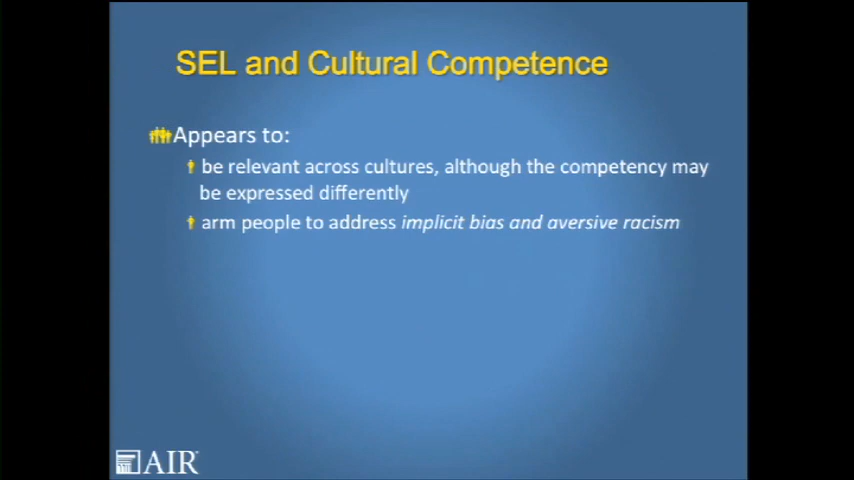 SEL and Cultural Competence
Appears to:
be relevant across cultures, although the competency may
be expressed differently
arm people to address implicit bias and aversive racism
AIR